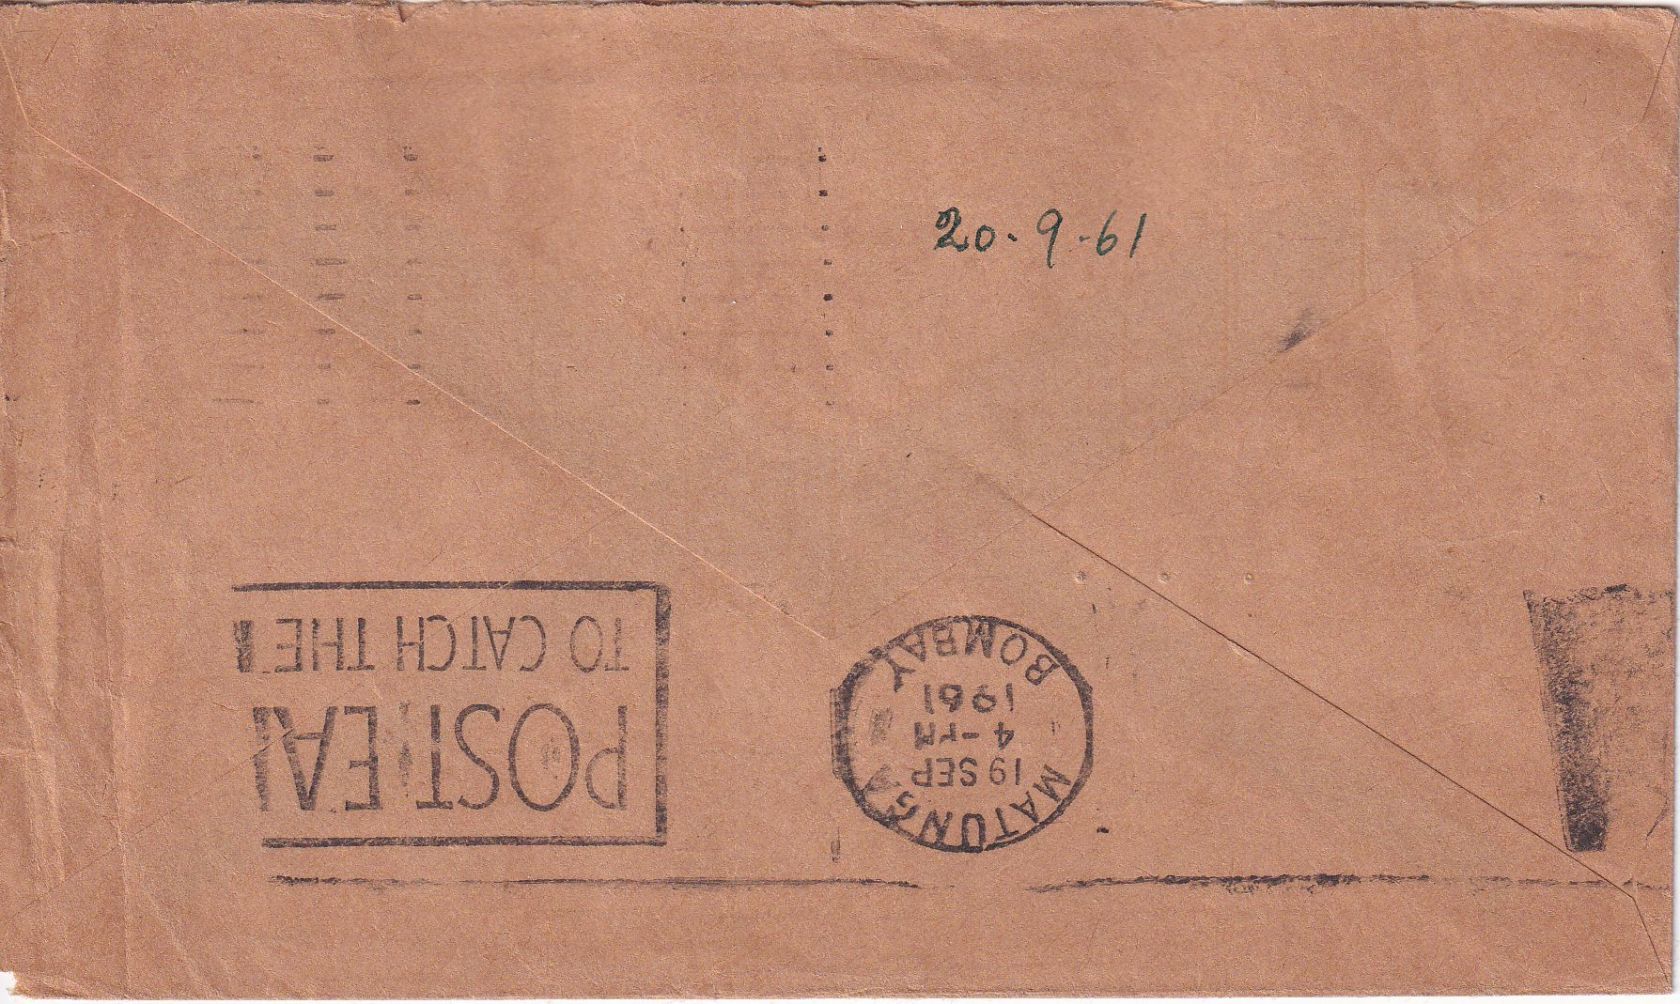 20.9.61
MATUNGA
19 SEP
4-PM
1961
BOMBAY
POST EA
TO CATCH THE